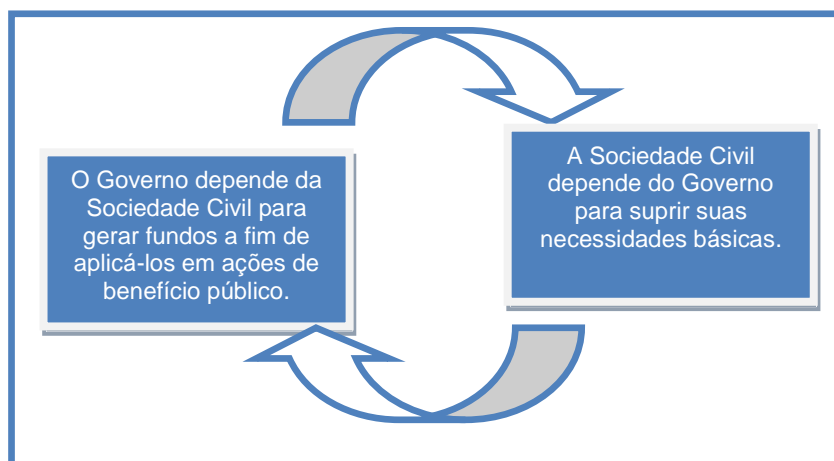 O Governo depende da
Sociedade Civil para
gerar fundos a fim de
aplicá-los em ações de
benefício público.
A Sociedade Civil
depende do Governo
para suprir suas
necessidades básicas.